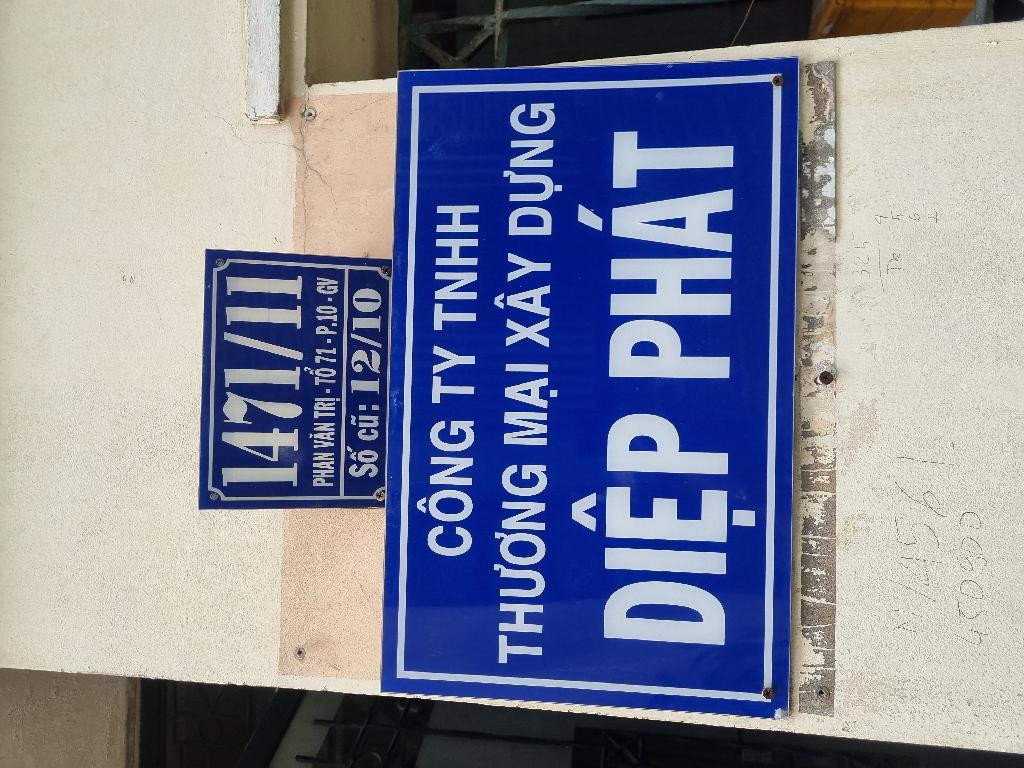 1471/11
PHAN VĂN TRỊ - TỔ 71 - P.10 - GV
Số cũ: 12/10
CÔNG TY TNHH
THƯƠNG MẠI XÂY DỰNG
DIỆP PHÁT